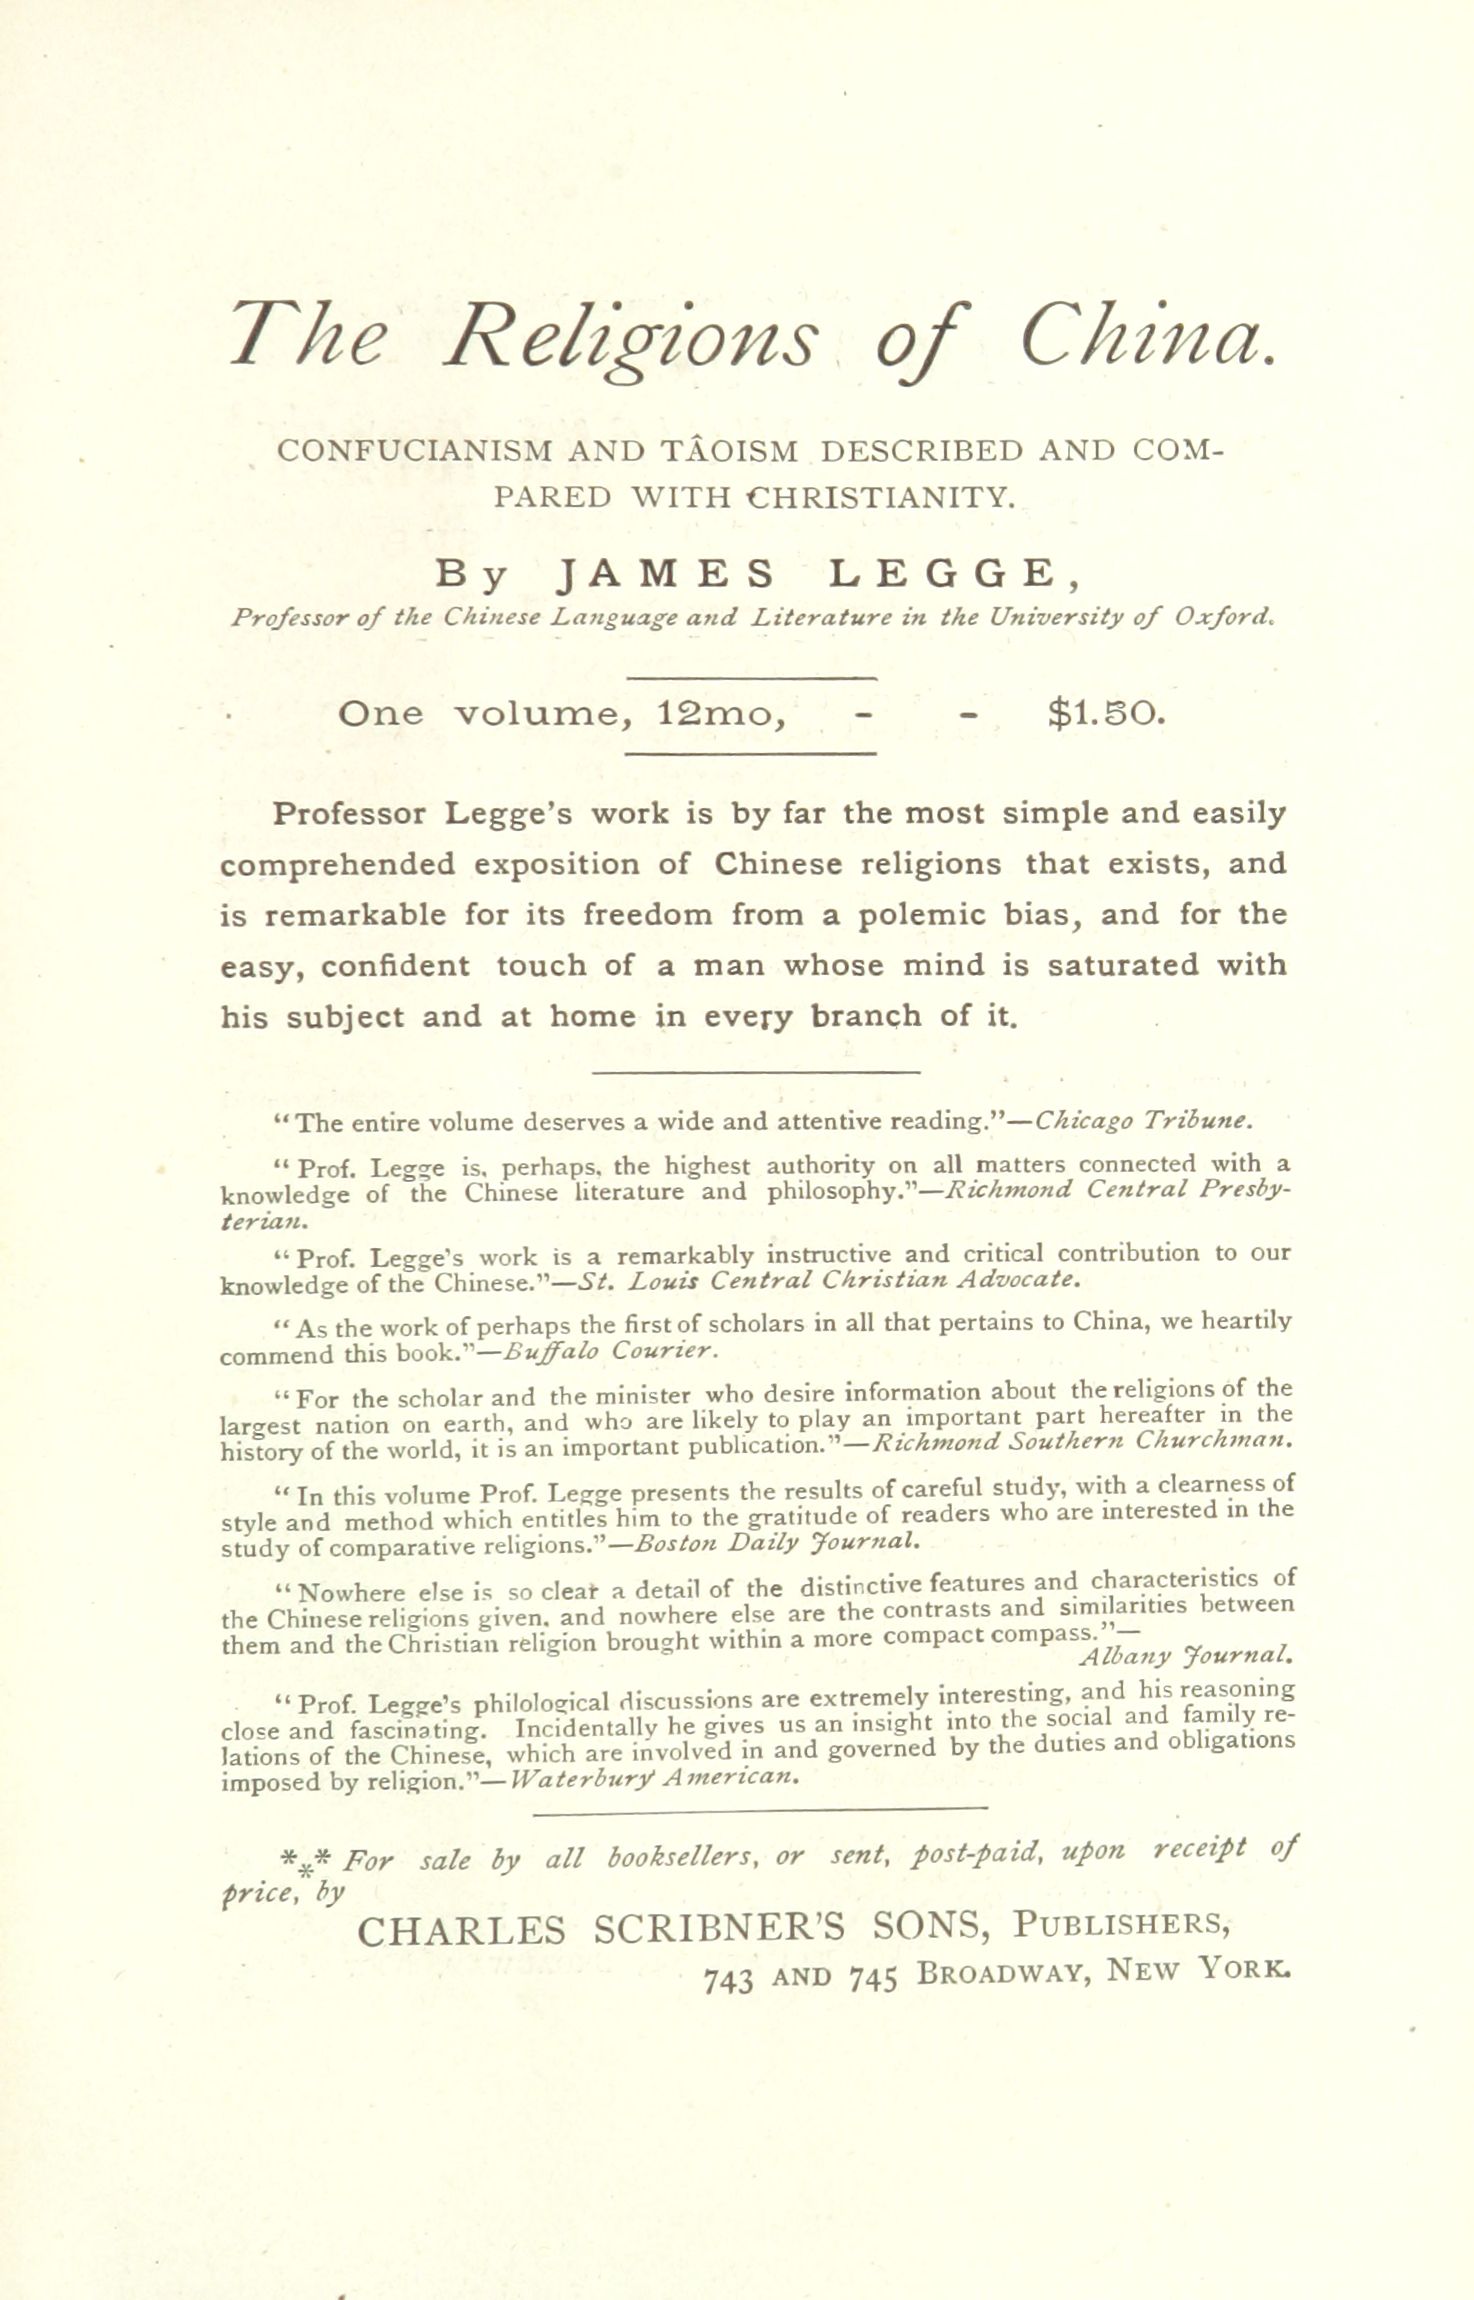 The Religions of China.
CONFUCIANISM AND TÂOISM DESCRIBED AND COM-
PARED WITH CHRISTIANITY.
By JAMES LEGGE,
Professor of the Chinese Language and Literature in the University of Oxford.
One volume, 12mo, - - $1.50.
Professor Legge's work is by far the most simple and easily
comprehended exposition of Chinese religions that exists, and
is remarkable for its freedom from a polemic bias, and for the
easy, confident touch of a man whose mind is saturated with
his subject and at home in every branch of it.
"The entire volume deserves a wide and attentive reading."—Chicago Tribune.
"Prof. Legge is, perhaps, the highest authority on all matters connected with a
knowledge of the Chinese literature and philosophy."—Richmond Central Presby-
terian.
"Prof. Legge's work is a remarkably instructive and critical contribution to our
knowledge of the Chinese."—St. Louis Central Christian Advocate.
"As the work of perhaps the first of scholars in all that pertains to China, we heartily
commend this book."—Buffalo Courier.
"For the scholar and the minister who desire information about the religions of the
largest nation on earth, and who are likely to play an important part hereafter in the
history of the world, it is an important publication."—Richmond Southern Churchman.
"In this volume Prof. Legge presents the results of careful study, with a clearness of
style and method which entitles him to the gratitude of readers who are interested in the
study of comparative religions."—Boston Daily Journal.
"Nowhere else is so clear a detail of the distinctive features and characteristics of
the Chinese religions given, and nowhere else are the contrasts and similarities between
them and the Christian religion brought within a more compact compass."—
Albany Journal.
"Prof. Legge's philological discussions are extremely interesting, and his reasoning
close and fascinating. Incidentally he gives us an insight into the social and family re-
lations of the Chinese, which are involved in and governed by the duties and obligations
imposed by religion."—Waterbury American.
*** For sale by all booksellers, or sent, post-paid, upon receipt of
price, by
CHARLES SCRIBNER'S SONS, PUBLISHERS,
743 AND 745 BROADWAY, NEW YORK.